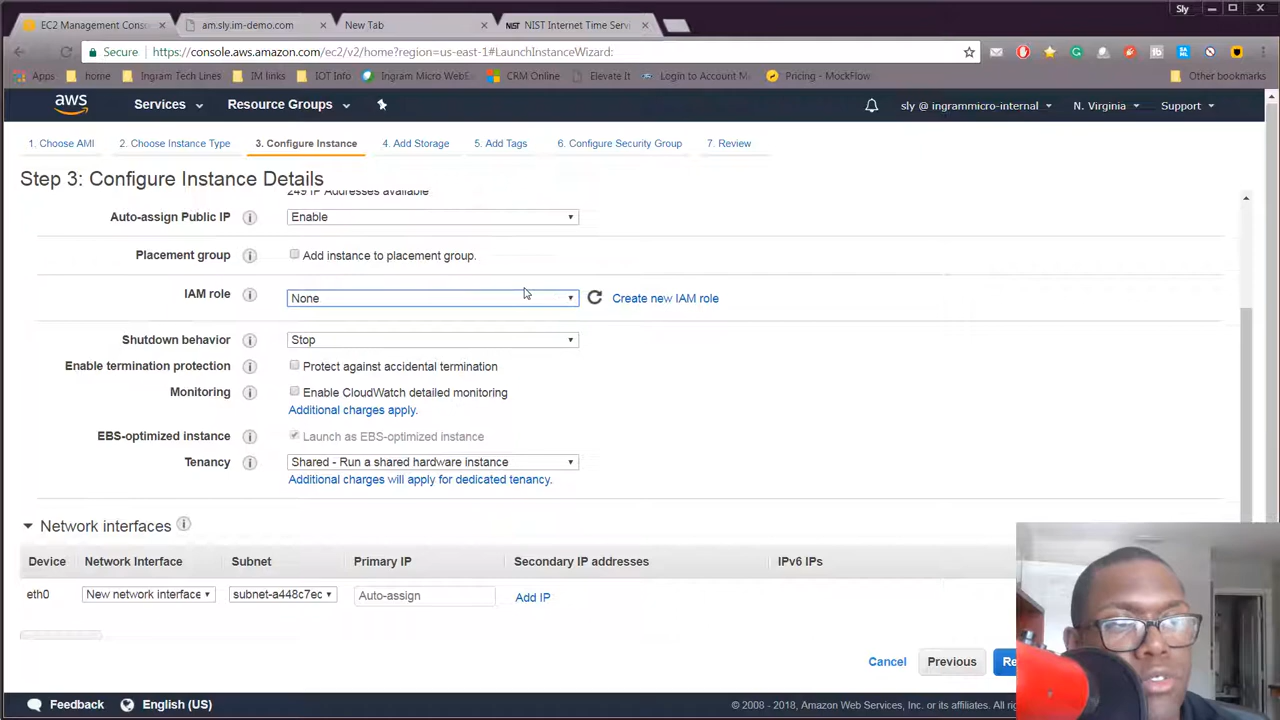 Sly
EC2 Management Cons
am.sly.im-demo.com
New Tab
NIST NIST Internet Time Serv
Secure https://console.aws.amazon.com/ec2/v2/home?region=us-east-1#LaunchInstanceWizard:
Apps home Ingram Tech Lines IM links IOT Info Ingram Micro WebE CRM Online Elevate It Login to Account M Pricing - MockFlow Other bookmarks
aws Services Resource Groups sly @ ingrammicro-internal N. Virginia Support
1. Choose AMI 2. Choose Instance Type 3. Configure Instance 4. Add Storage 5. Add Tags 6. Configure Security Group 7. Review
Step 3: Configure Instance Details
249 IP Addresses available
Auto-assign Public IP Enable
Placement group Add instance to placement group.
IAM role None Create new IAM role
Shutdown behavior Stop
Enable termination protection Protect against accidental termination
Monitoring Enable CloudWatch detailed monitoring
Additional charges apply.
EBS-optimized instance Launch as EBS-optimized instance
Tenancy Shared - Run a shared hardware instance
Additional charges will apply for dedicated tenancy.
Network interfaces
Device Network Interface Subnet Primary IP Secondary IP addresses IPv6 IPs
eth0 New network interface subnet-a448c7ec Auto-assign Add IP
Cancel Previous Re
Feedback English (US) © 2008 - 2018, Amazon Web Services, Inc. or its affiliates. All